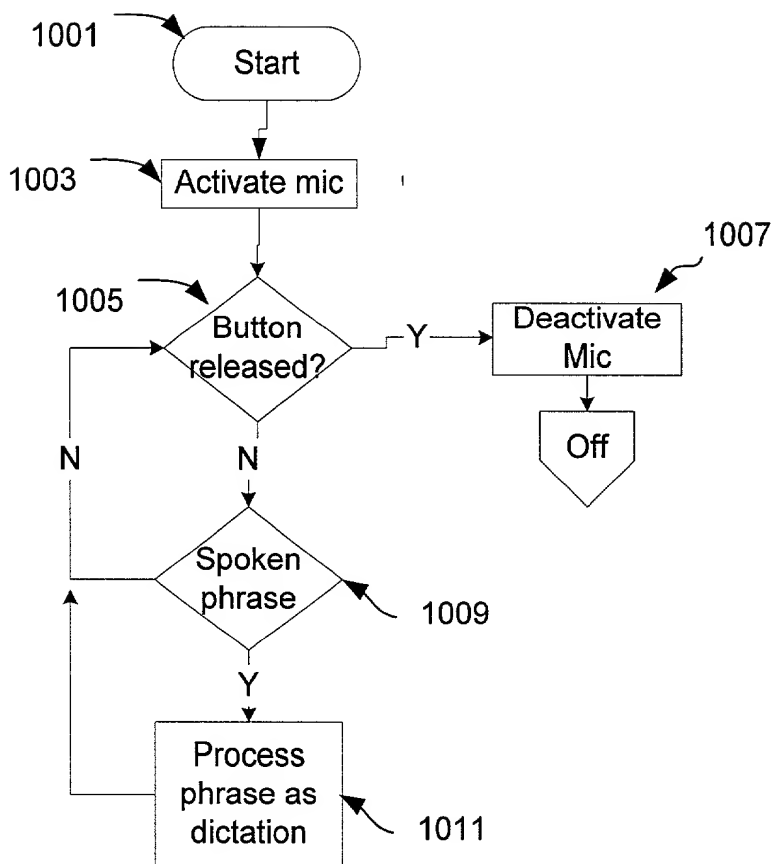 1001
Start
1003
Activate mic
1007
1005
Button
released?
Y
Deactivate
Mic
Off
N
N
Spoken
phrase
1009
Y
Process
phrase as
dictation
1011